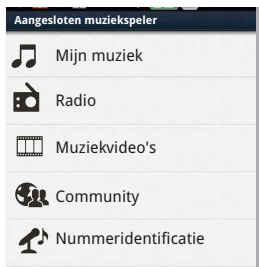 Aangesloten muziekspeler
Mijn muziek
Radio
Muziekvideo's
Community
Nummeridentificatie